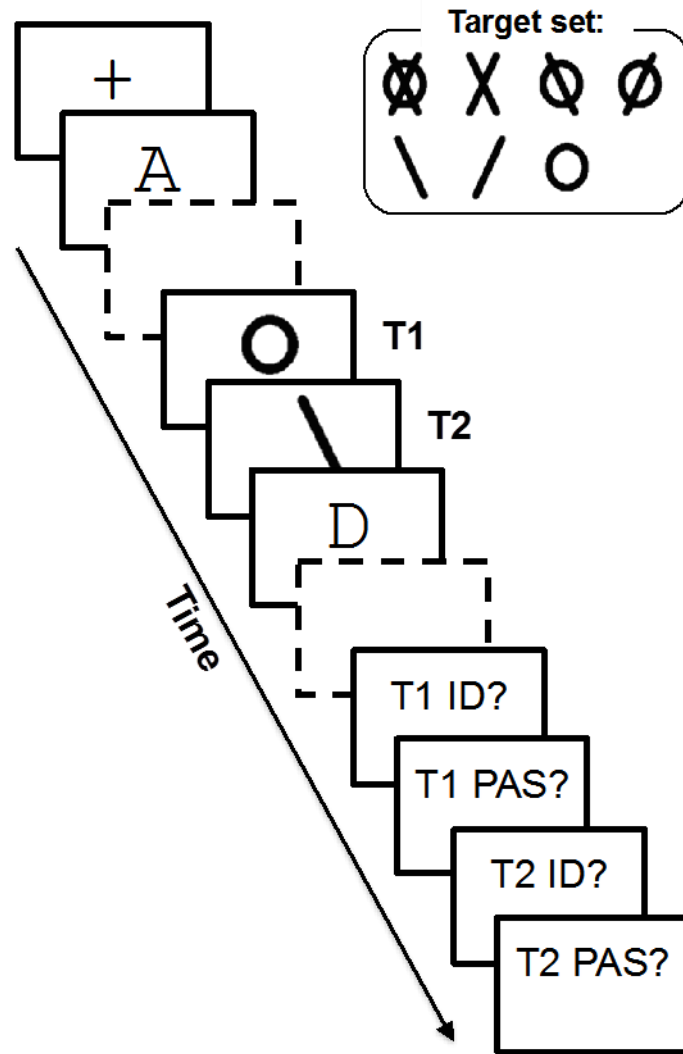 Target set:
+
A
T1
T2
D
Time
T1 ID?
T1 PAS?
T2 ID?
T2 PAS?